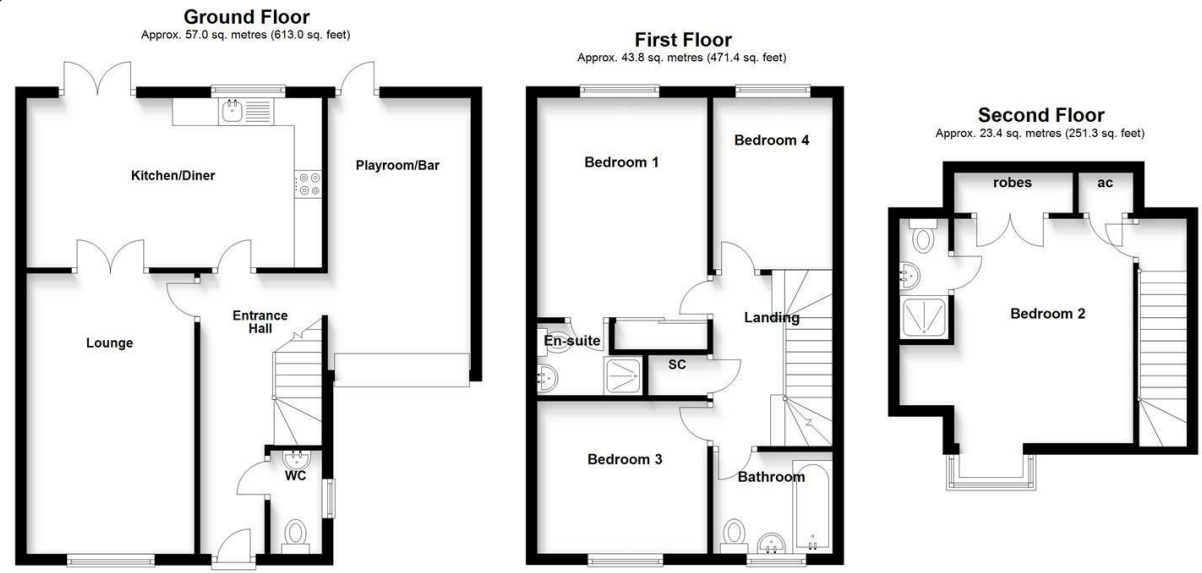 Ground Floor
Approx. 57.0 sq. metres (613.0 sq. feet)
Kitchen/Diner
Playroom/Bar
Entrance
Hall
Lounge
WC
First Floor
Approx. 43.8 sq. metres (471.4 sq. feet)
Bedroom 1
Bedroom 4
Landing
En-suite
SC
Bedroom 3
Bathroom
Second Floor
Approx. 23.4 sq. metres (251.3 sq. feet)
robes
ac
Bedroom 2